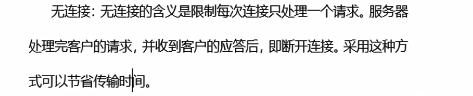 无连接：无连接的含义是限制每次连接只处理一个请求。服务器
处理完客户的请求，并收到客户的应答后，即断开连接。采用这种方
式可以节省传输时间。